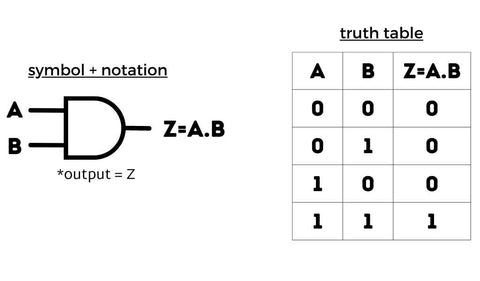 symbol + notation
A
B
Z=A.B
*output = Z
truth table
A B Z=A.B
0 0 0
0 1 0
1 0 0
1 1 1